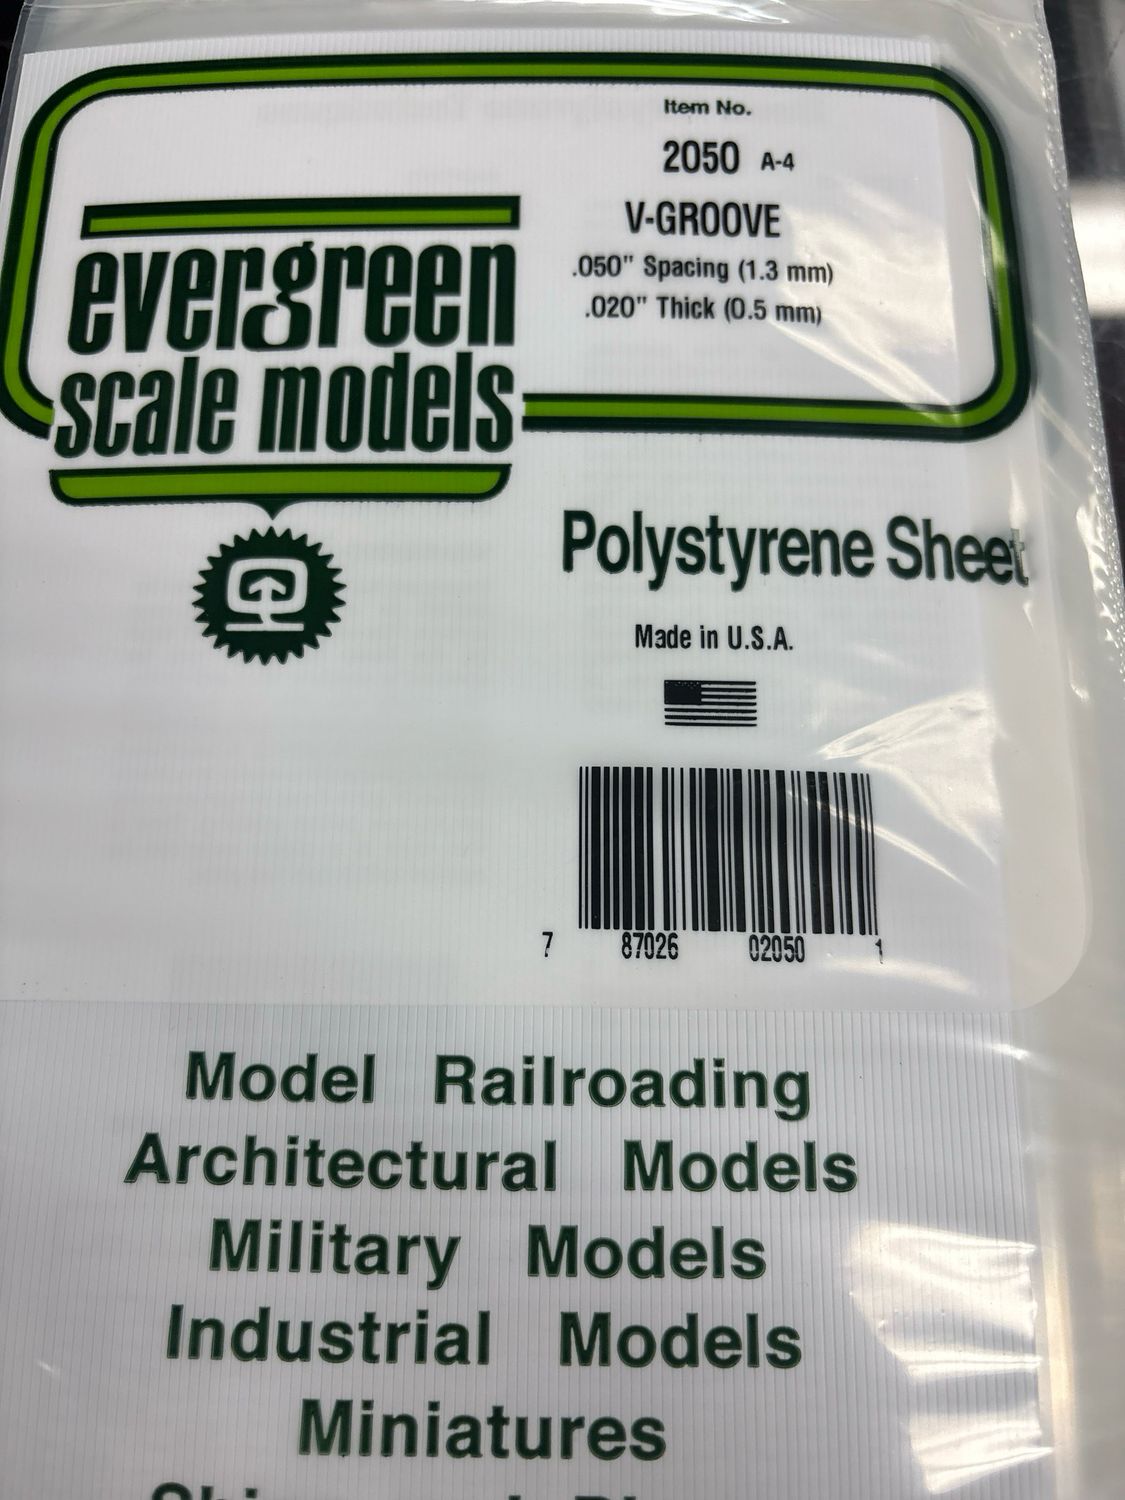 Item No.
2050 A-4
V-GROOVE
.050" Spacing (1.3 mm)
.020" Thick (0.5 mm)
evergreen
scale models
Polystyrene Sheet
Made in U.S.A.
7 87026 02050 1
Model Railroading
Architectural Models
Military Models
Industrial Models
Miniatures